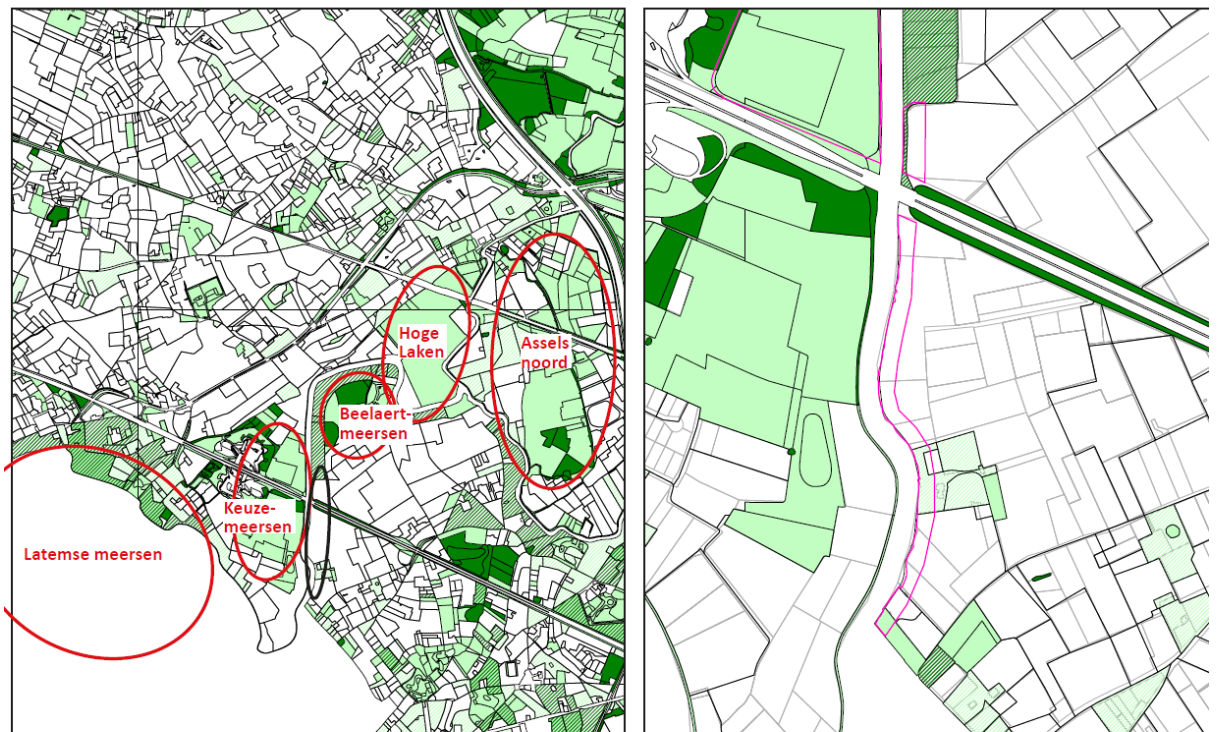 Hoge
Laken
Assels
noord
Beelaert-
meersen
Keuze-
meersen
Latemse meersen